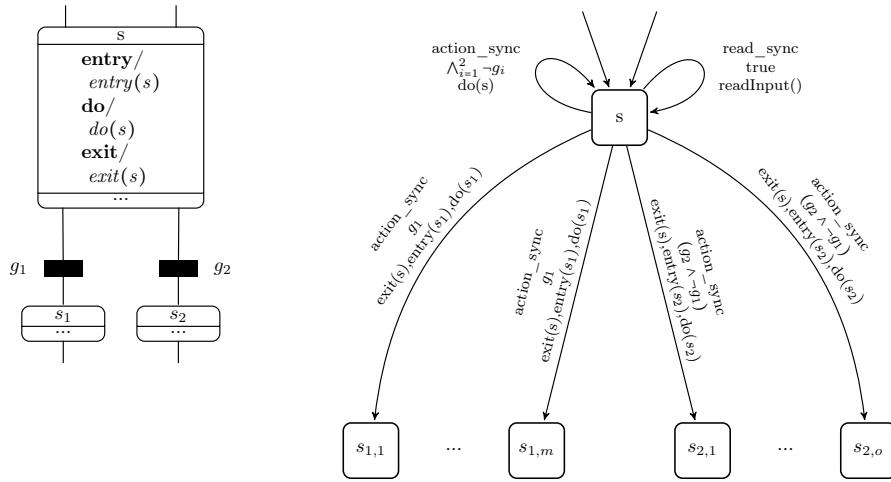 s
entry/
entry(s)
do/
do(s)
exit/
exit(s)
...
g1
g2
s1
...
s2
...
action_sync
∧²ᵢ₌₁ ¬gi
do(s)
read_sync
true
readInput()
s
action_sync
g1
exit(s),entry(s1),do(s1)
action_sync
g1
exit(s),entry(s1),do(s1)
action_sync
(g2 ∧ ¬g1)
exit(s),entry(s2),do(s2)
action_sync
(g2 ∧ ¬g1)
exit(s),entry(s2),do(s2)
s1,1
...
s1,m
s2,1
...
s2,o